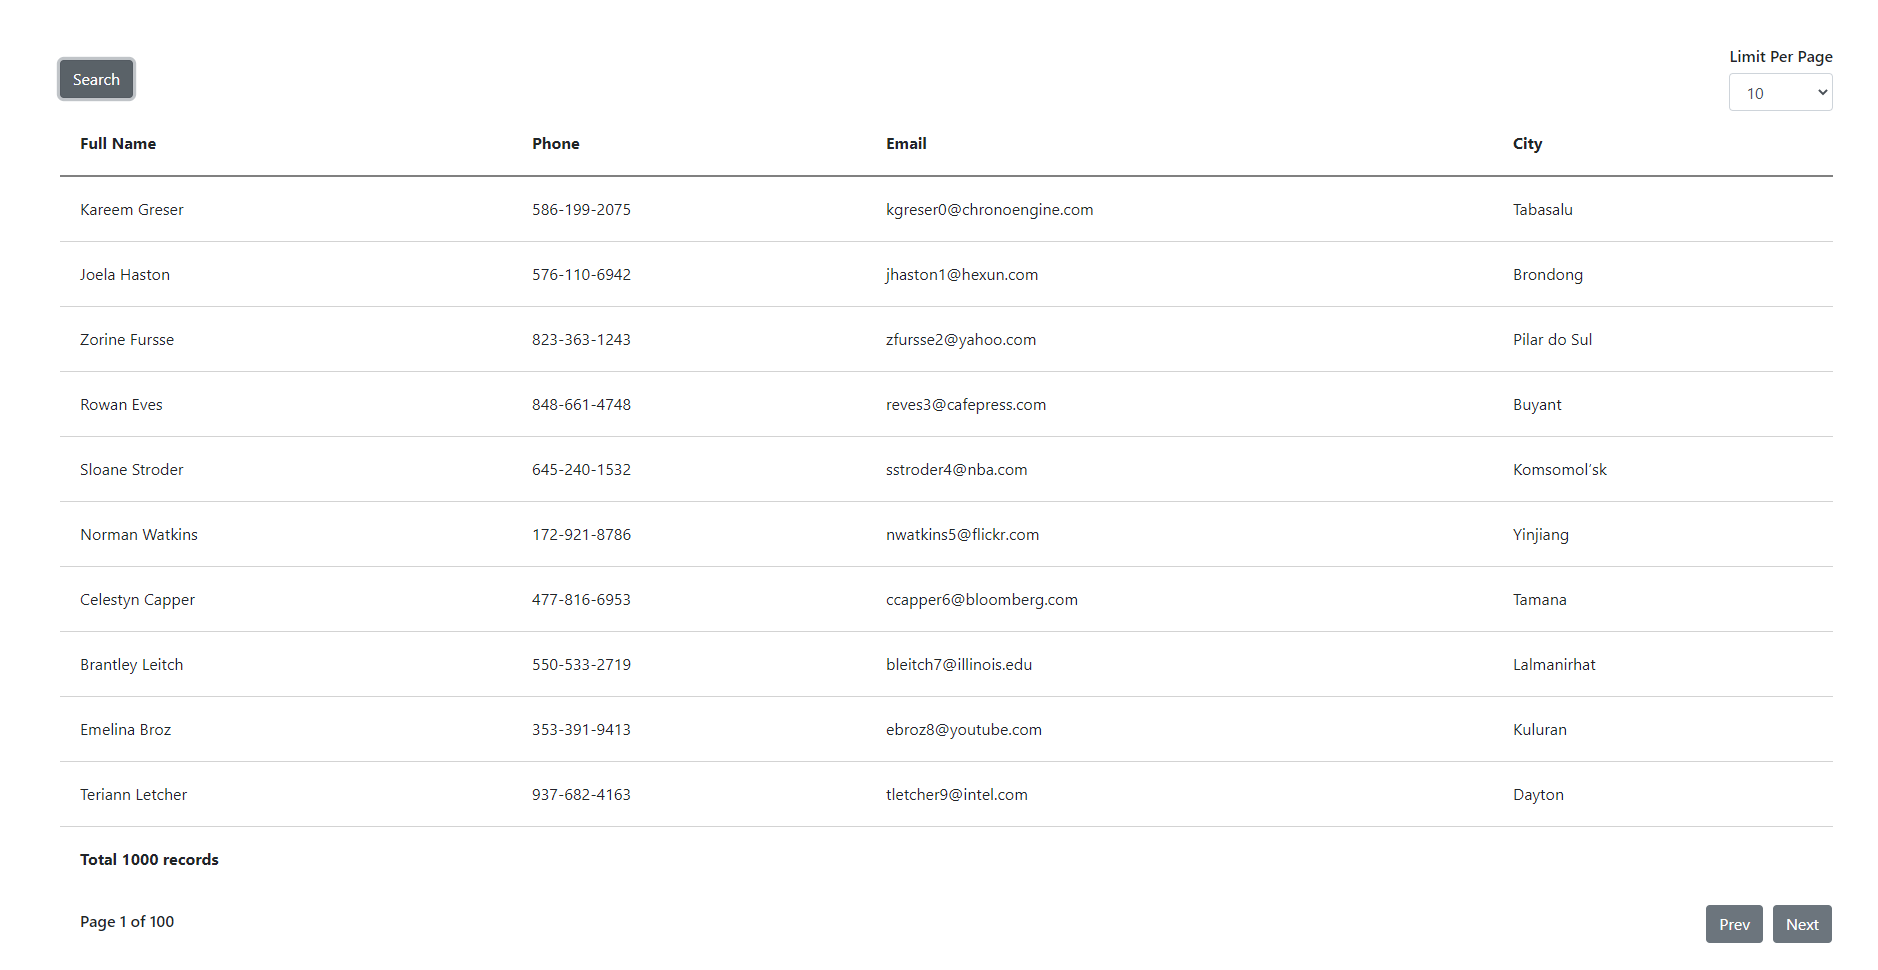 Limit Per Page
Search
10
Full Name Phone Email City
Kareem Greser 586-199-2075 kgreser0@chronoengine.com Tabasalu
Joela Haston 576-110-6942 jhaston1@hexun.com Brondong
Zorine Fursse 823-363-1243 zfursse2@yahoo.com Pilar do Sul
Rowan Eves 848-661-4748 reves3@cafepress.com Buyant
Sloane Stroder 645-240-1532 sstroder4@nba.com Komsomol’sk
Norman Watkins 172-921-8786 nwatkins5@flickr.com Yinjiang
Celestyn Capper 477-816-6953 ccapper6@bloomberg.com Tamana
Brantley Leitch 550-533-2719 bleitch7@illinois.edu Lalmanirhat
Emelina Broz 353-391-9413 ebroz8@youtube.com Kuluran
Teriann Letcher 937-682-4163 tletcher9@intel.com Dayton
Total 1000 records
Page 1 of 100 Prev Next